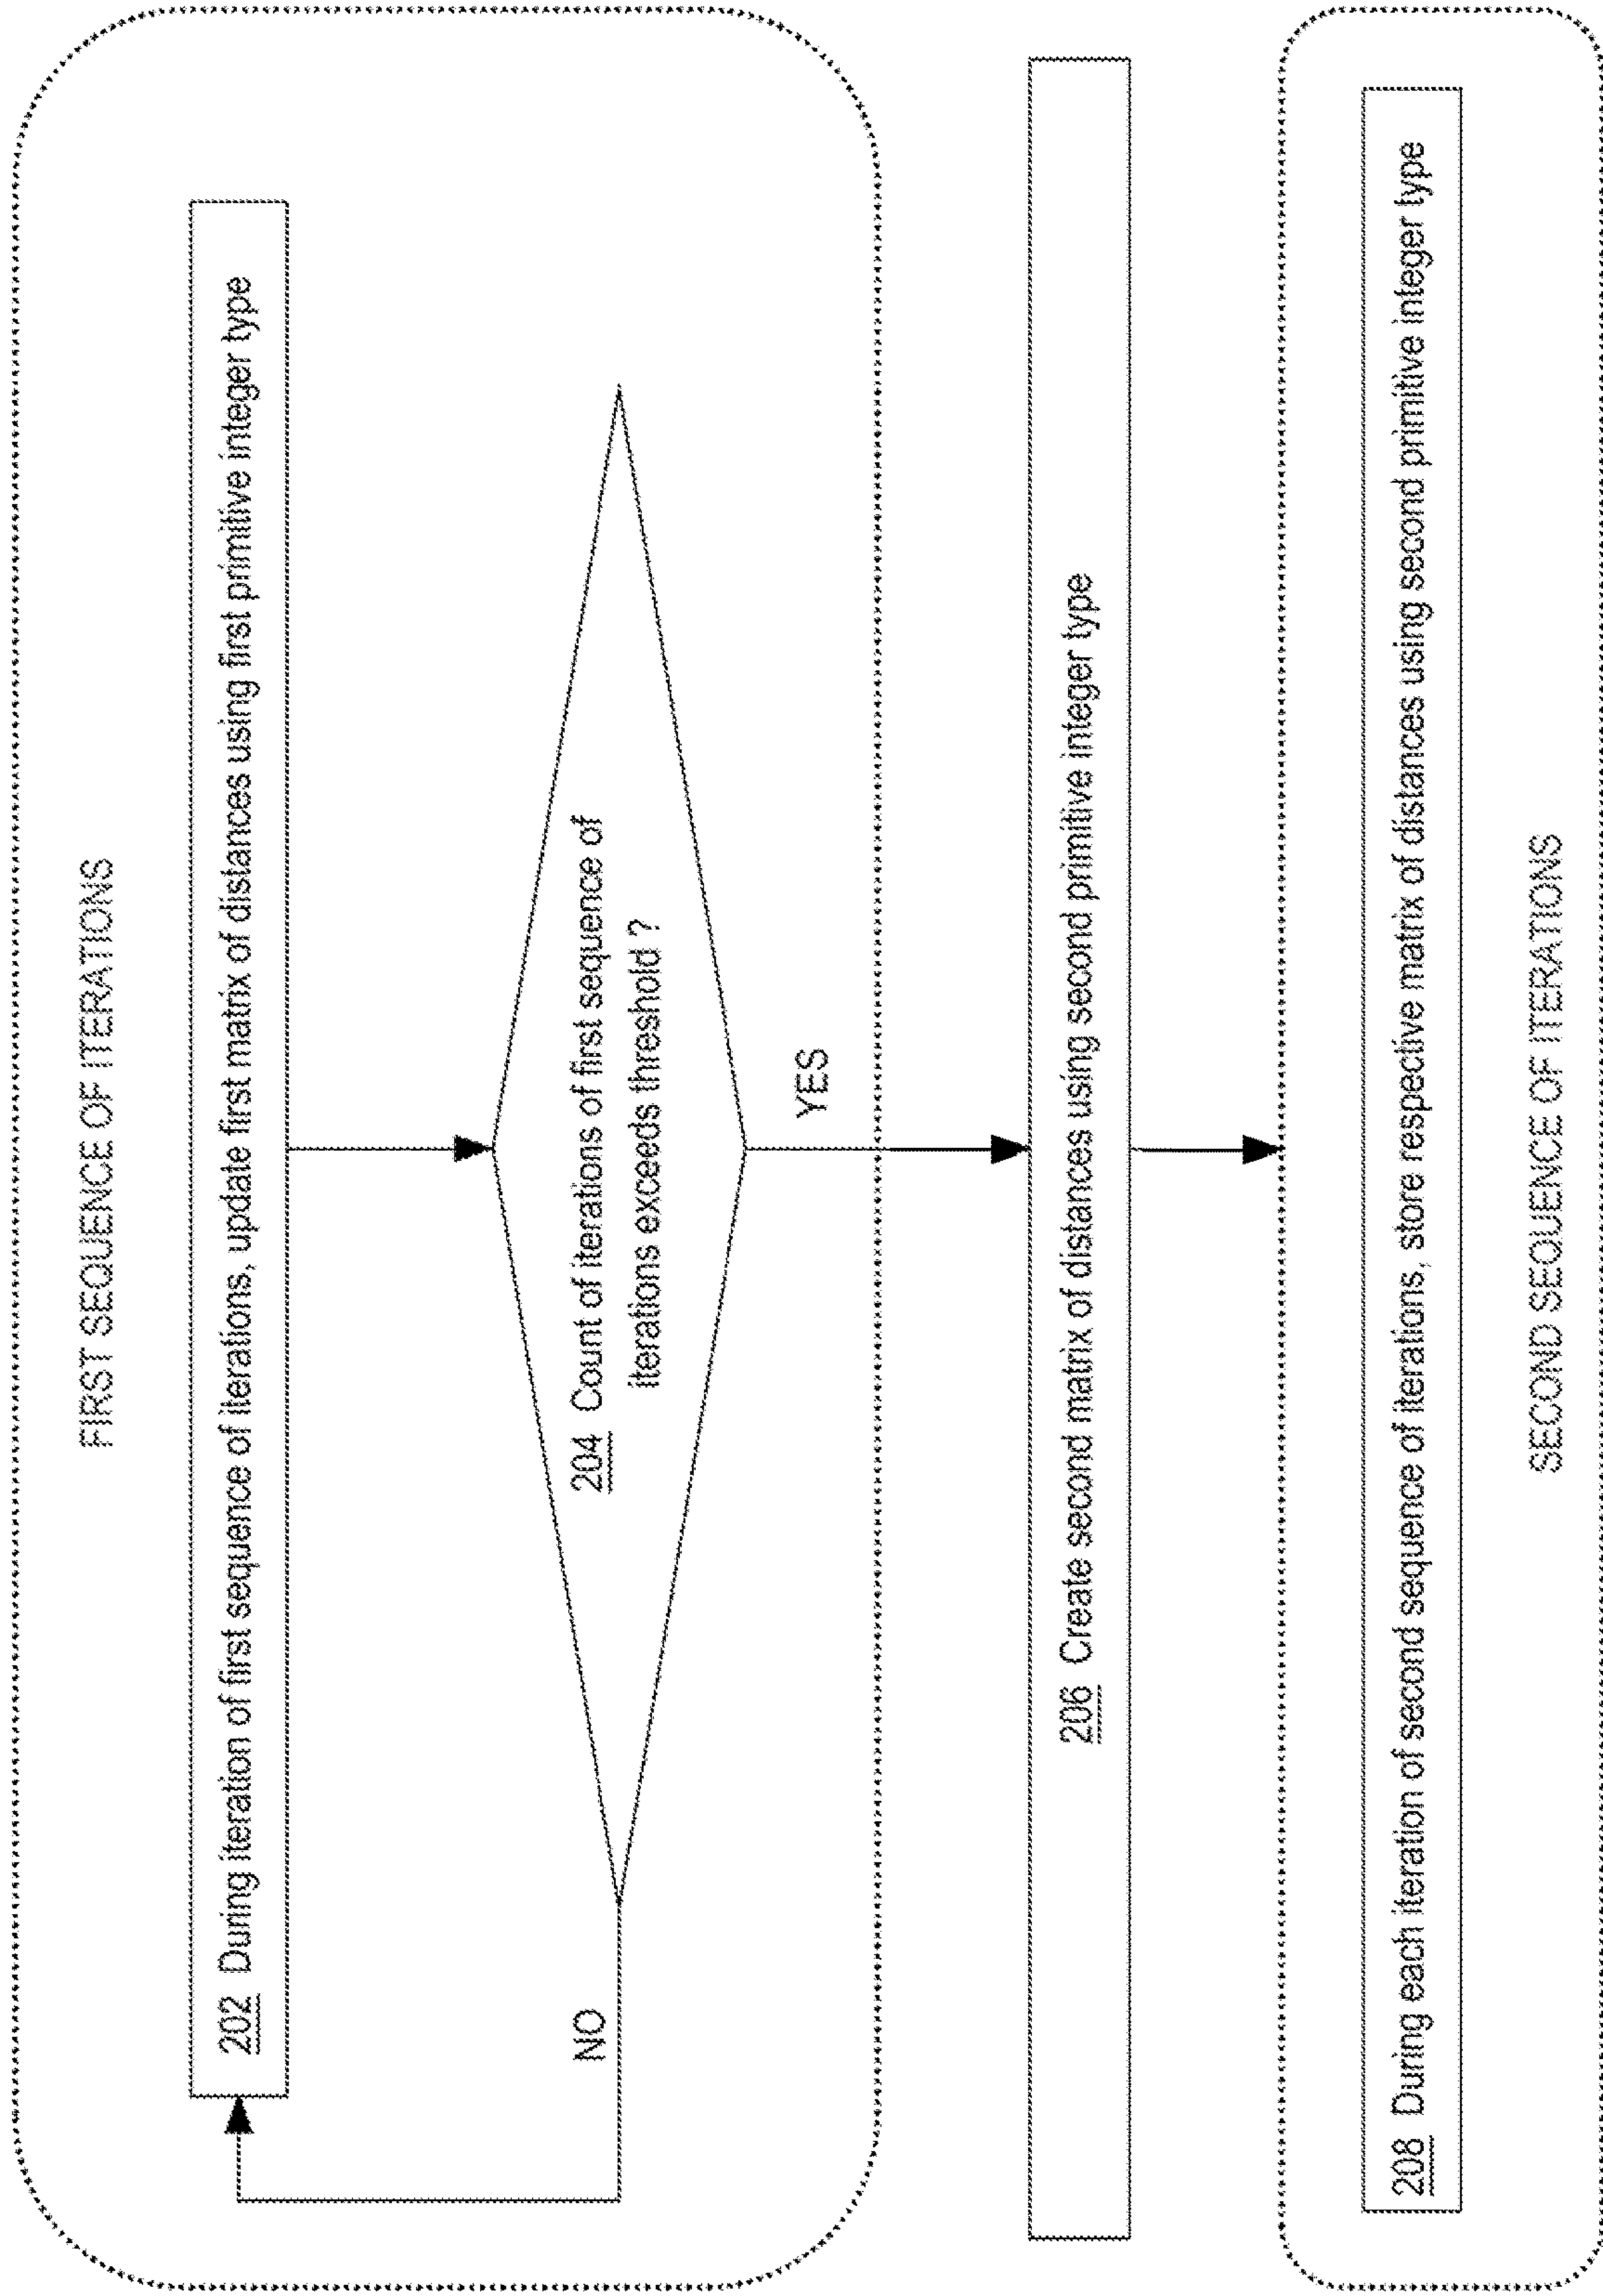 FIRST SEQUENCE OF ITERATIONS
202 During iteration of first sequence of iterations, update first matrix of distances using first primitive integer type
204 Count of iterations of first sequence of
iterations exceeds threshold ?
NO
YES
206 Create second matrix of distances using second primitive integer type
208 During each iteration of second sequence of iterations, store respective matrix of distances using second primitive integer type
SECOND SEQUENCE OF ITERATIONS